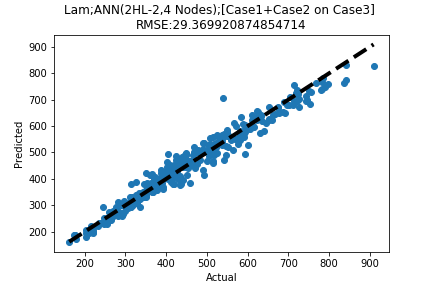 Lam;ANN(2HL-2,4 Nodes);[Case1+Case2 on Case3]
RMSE:29.369920874854714
900
800
700
600
500
400
300
200
Predicted
200 300 400 500 600 700 800 900
Actual